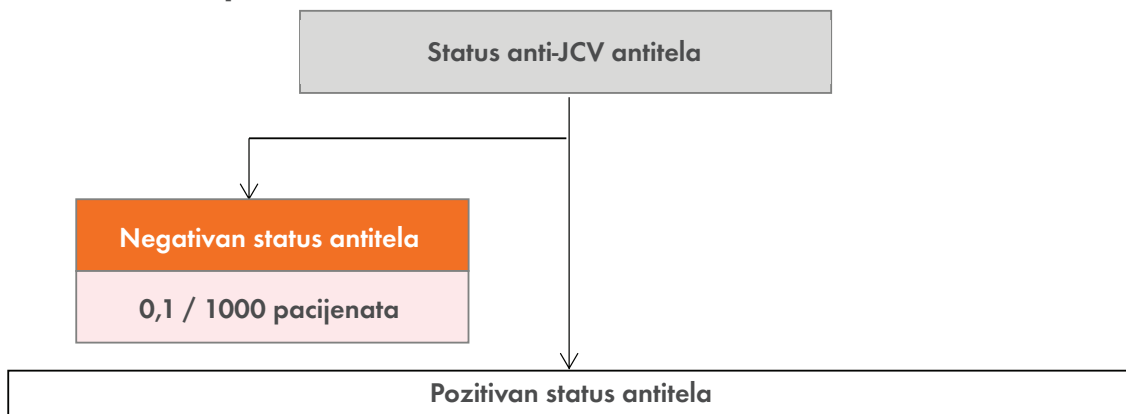 Status anti-JCV antitela
Negativan status antitela
0,1 / 1000 pacijenata
Pozitivan status antitela